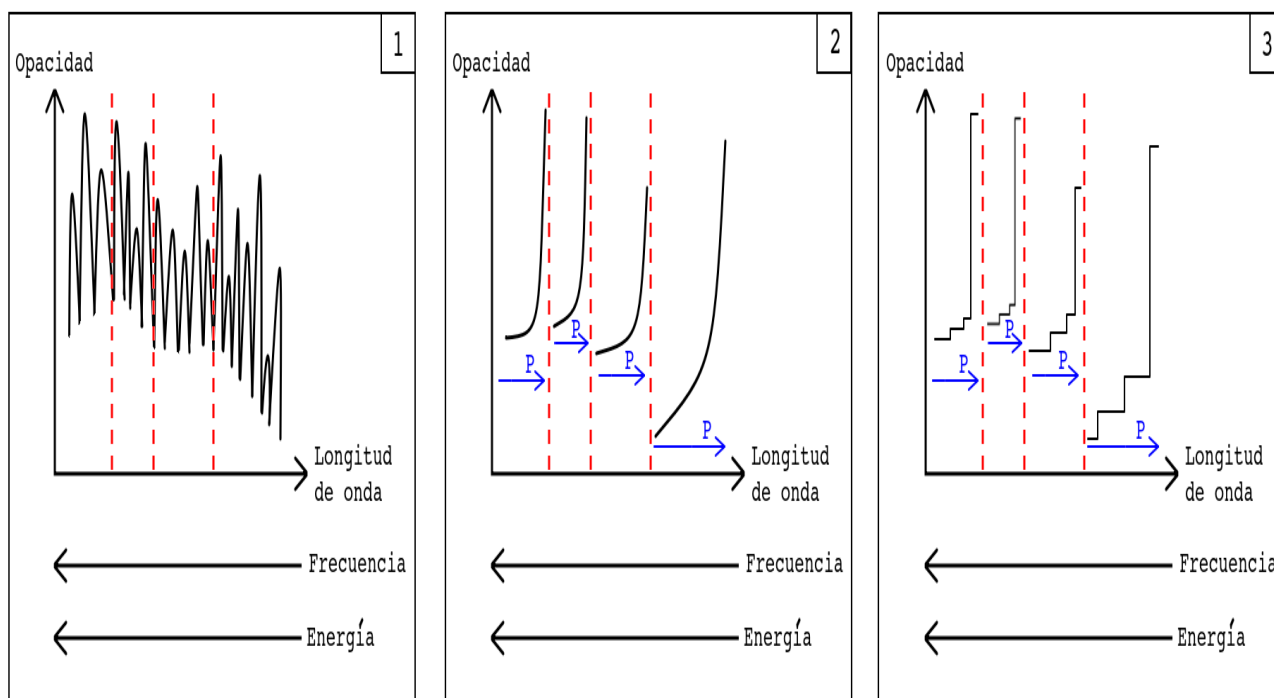 1
Opacidad
Longitud
de onda
Frecuencia
Energía
2
Opacidad
P
P
P
P
Longitud
de onda
Frecuencia
Energía
3
Opacidad
P
P
P
P
Longitud
de onda
Frecuencia
Energía